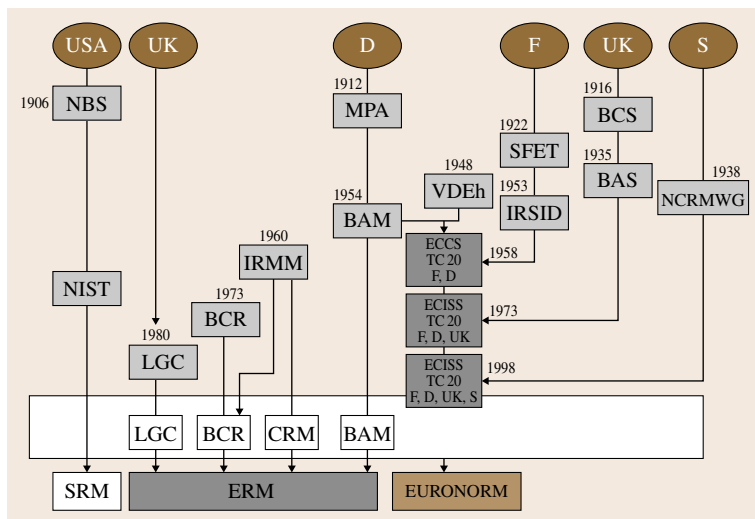 USA
UK
D
F
UK
S
1906
NBS
1912
MPA
1916
BCS
1922
SFET
1935
BAS
1938
NCRMWG
1948
VDEh
1953
IRSID
1954
BAM
ECCS
TC 20
F, D
1958
1960
IRMM
NIST
1973
BCR
ECISS
TC 20
F, D, UK
1973
1980
LGC
ECISS
TC 20
F, D, UK, S
1998
LGC
BCR
CRM
BAM
SRM
ERM
EURONORM